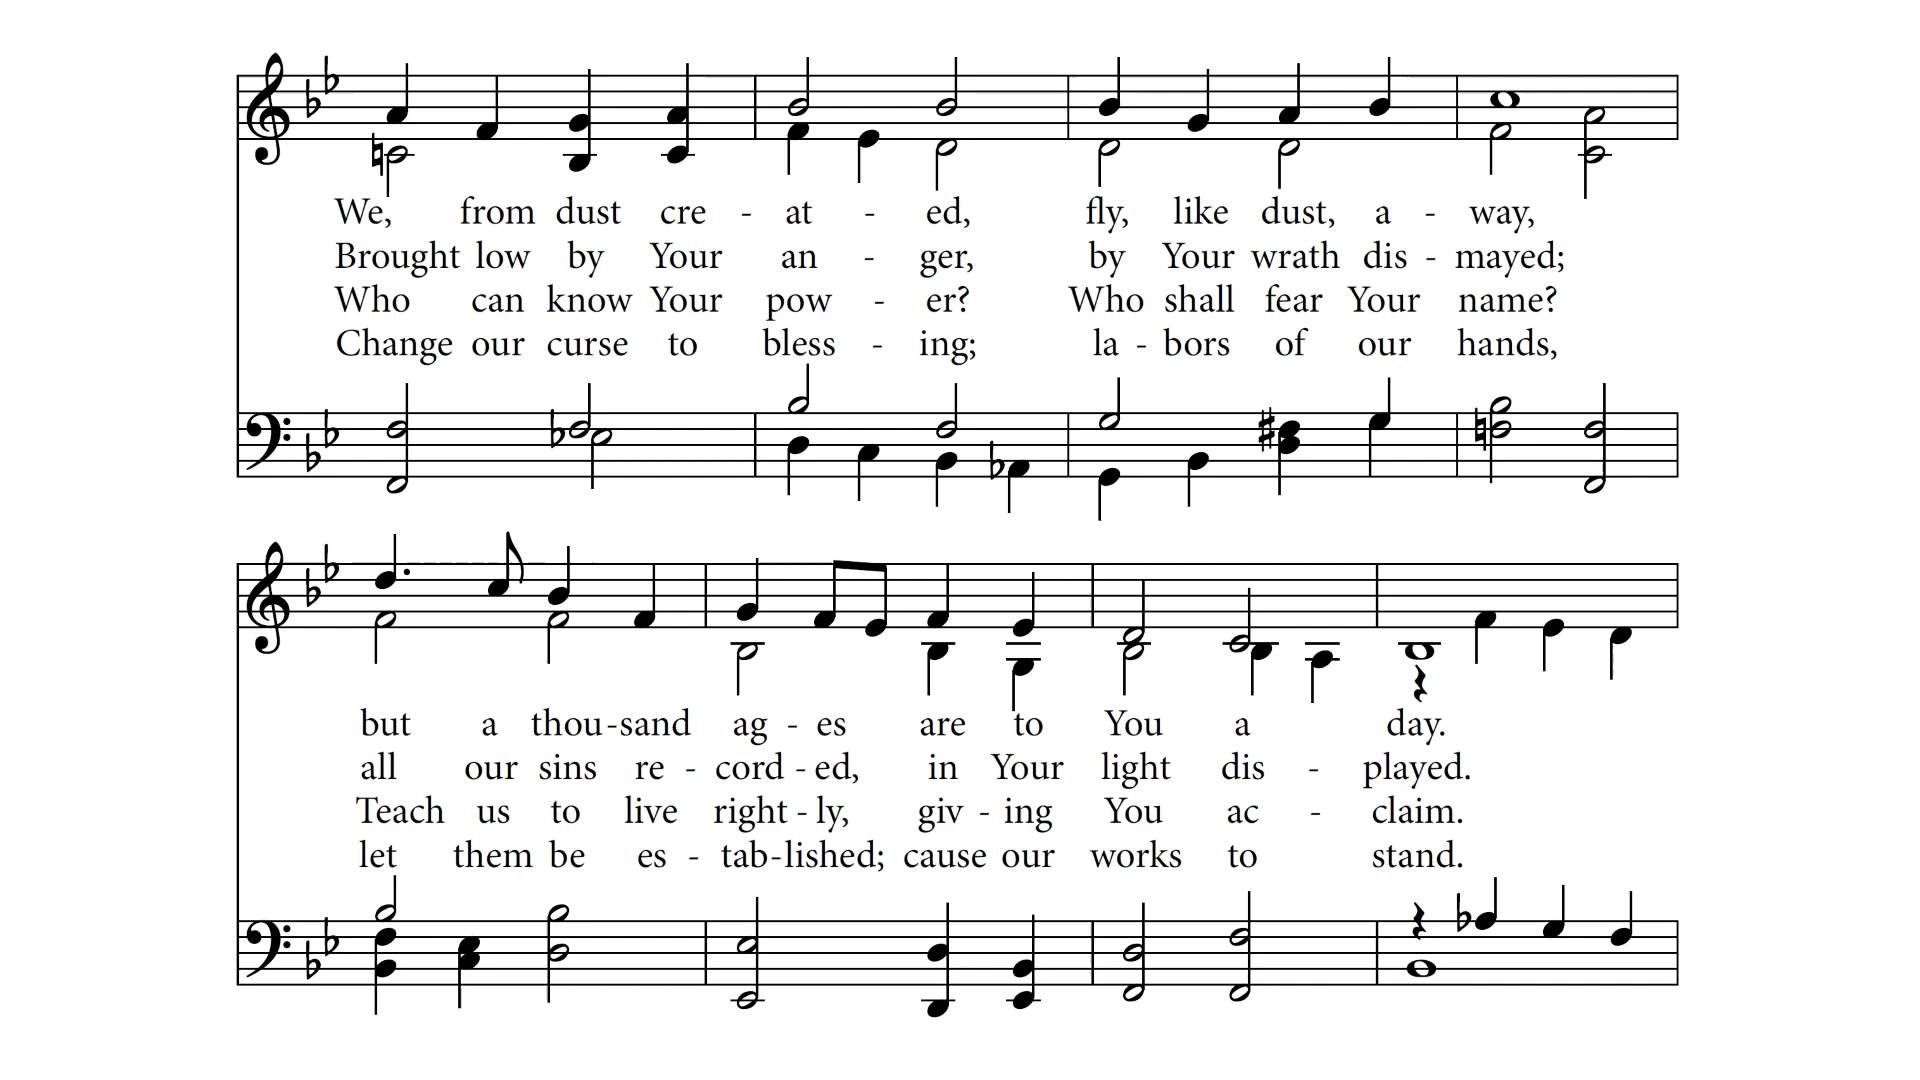 We, from dust cre - at - ed, fly, like dust, a - way,
Brought low by Your an - ger, by Your wrath dis - mayed;
Who can know Your pow - er? Who shall fear Your name?
Change our curse to bless - ing; la - bors of our hands,
but a thou - sand ag - es are to You a day.
all our sins re - cord - ed, in Your light dis - played.
Teach us to live right - ly, giv - ing You ac - claim.
let them be es - tab - lished; cause our works to stand.